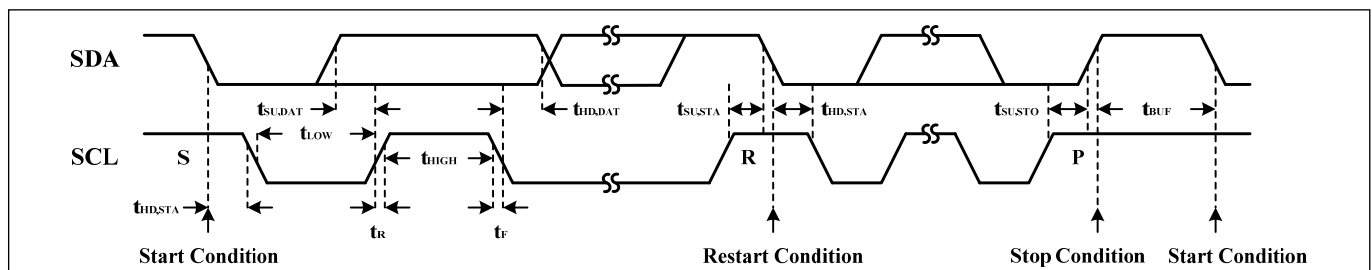 SDA
tSU,DAT
tHD,DAT
tSU,STA
tHD,STA
tSU,STO
tBUF
tLOW
SCL
S
tHIGH
R
P
tHD,STA
tR
tF
Start Condition
Restart Condition
Stop Condition
Start Condition